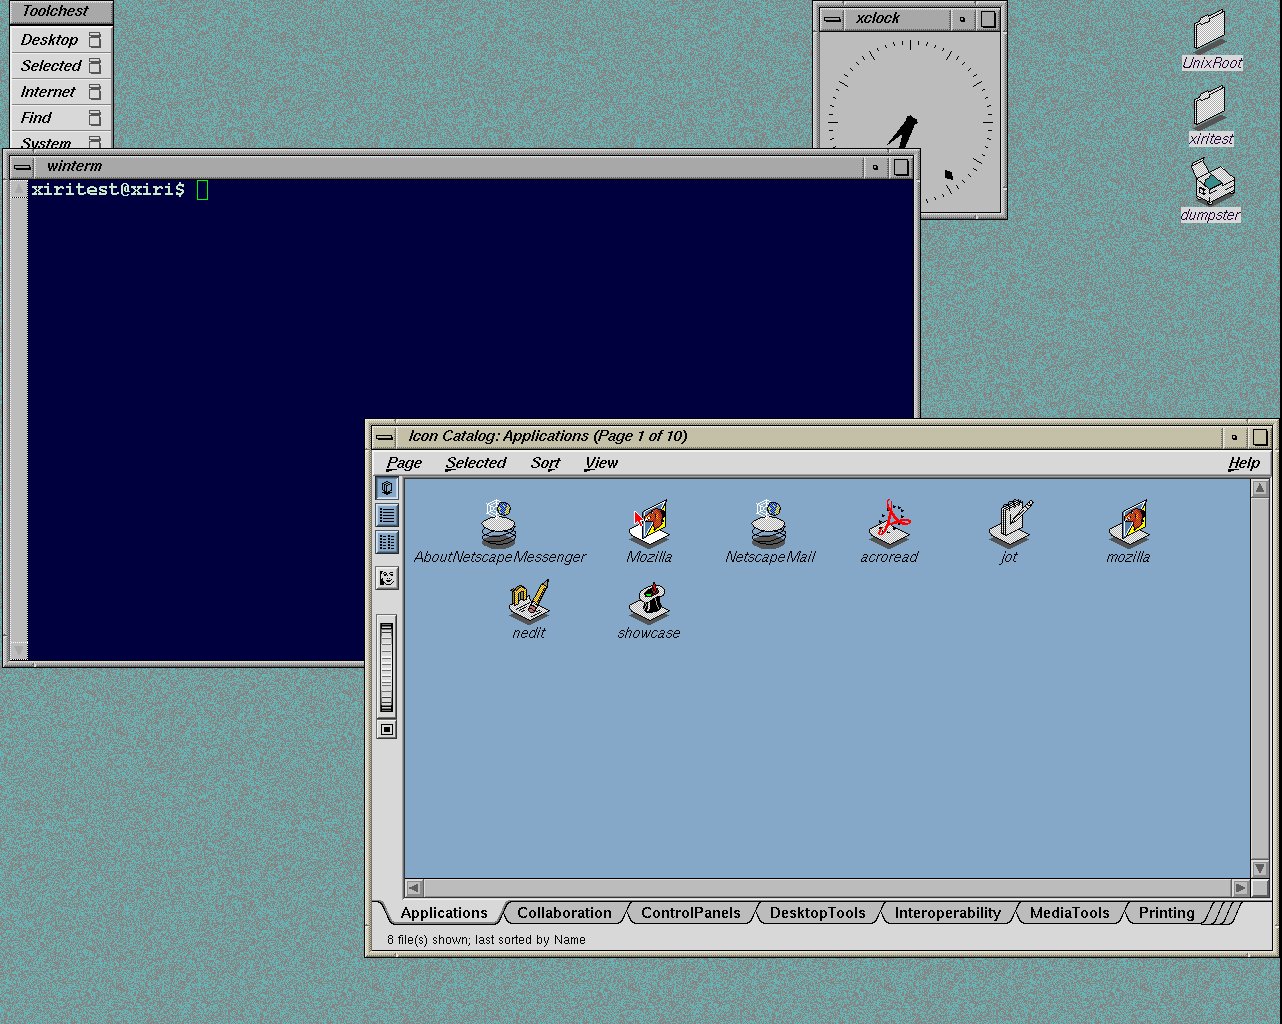 Toolchest
Desktop
Selected
Internet
Find
System
xclock
UnixRoot
xiritest
dumpster
winterm
xiritest@xiri$
Icon Catalog: Applications (Page 1 of 10)
Page Selected Sort View Help
AboutNetscapeMessenger Mozilla NetscapeMail acroread jot mozilla
nedit showcase
Applications Collaboration ControlPanels DesktopTools Interoperability MediaTools Printing
8 file(s) shown; last sorted by Name